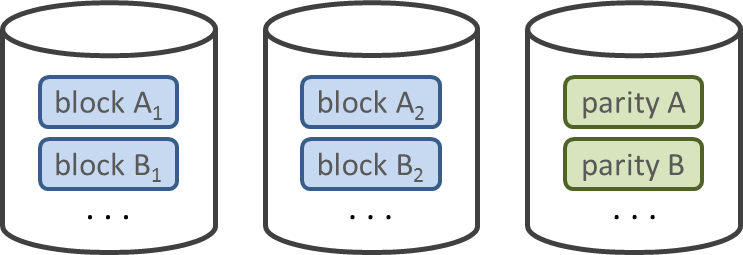 block A₁
block B₁
. . .
block A₂
block B₂
. . .
parity A
parity B
. . .